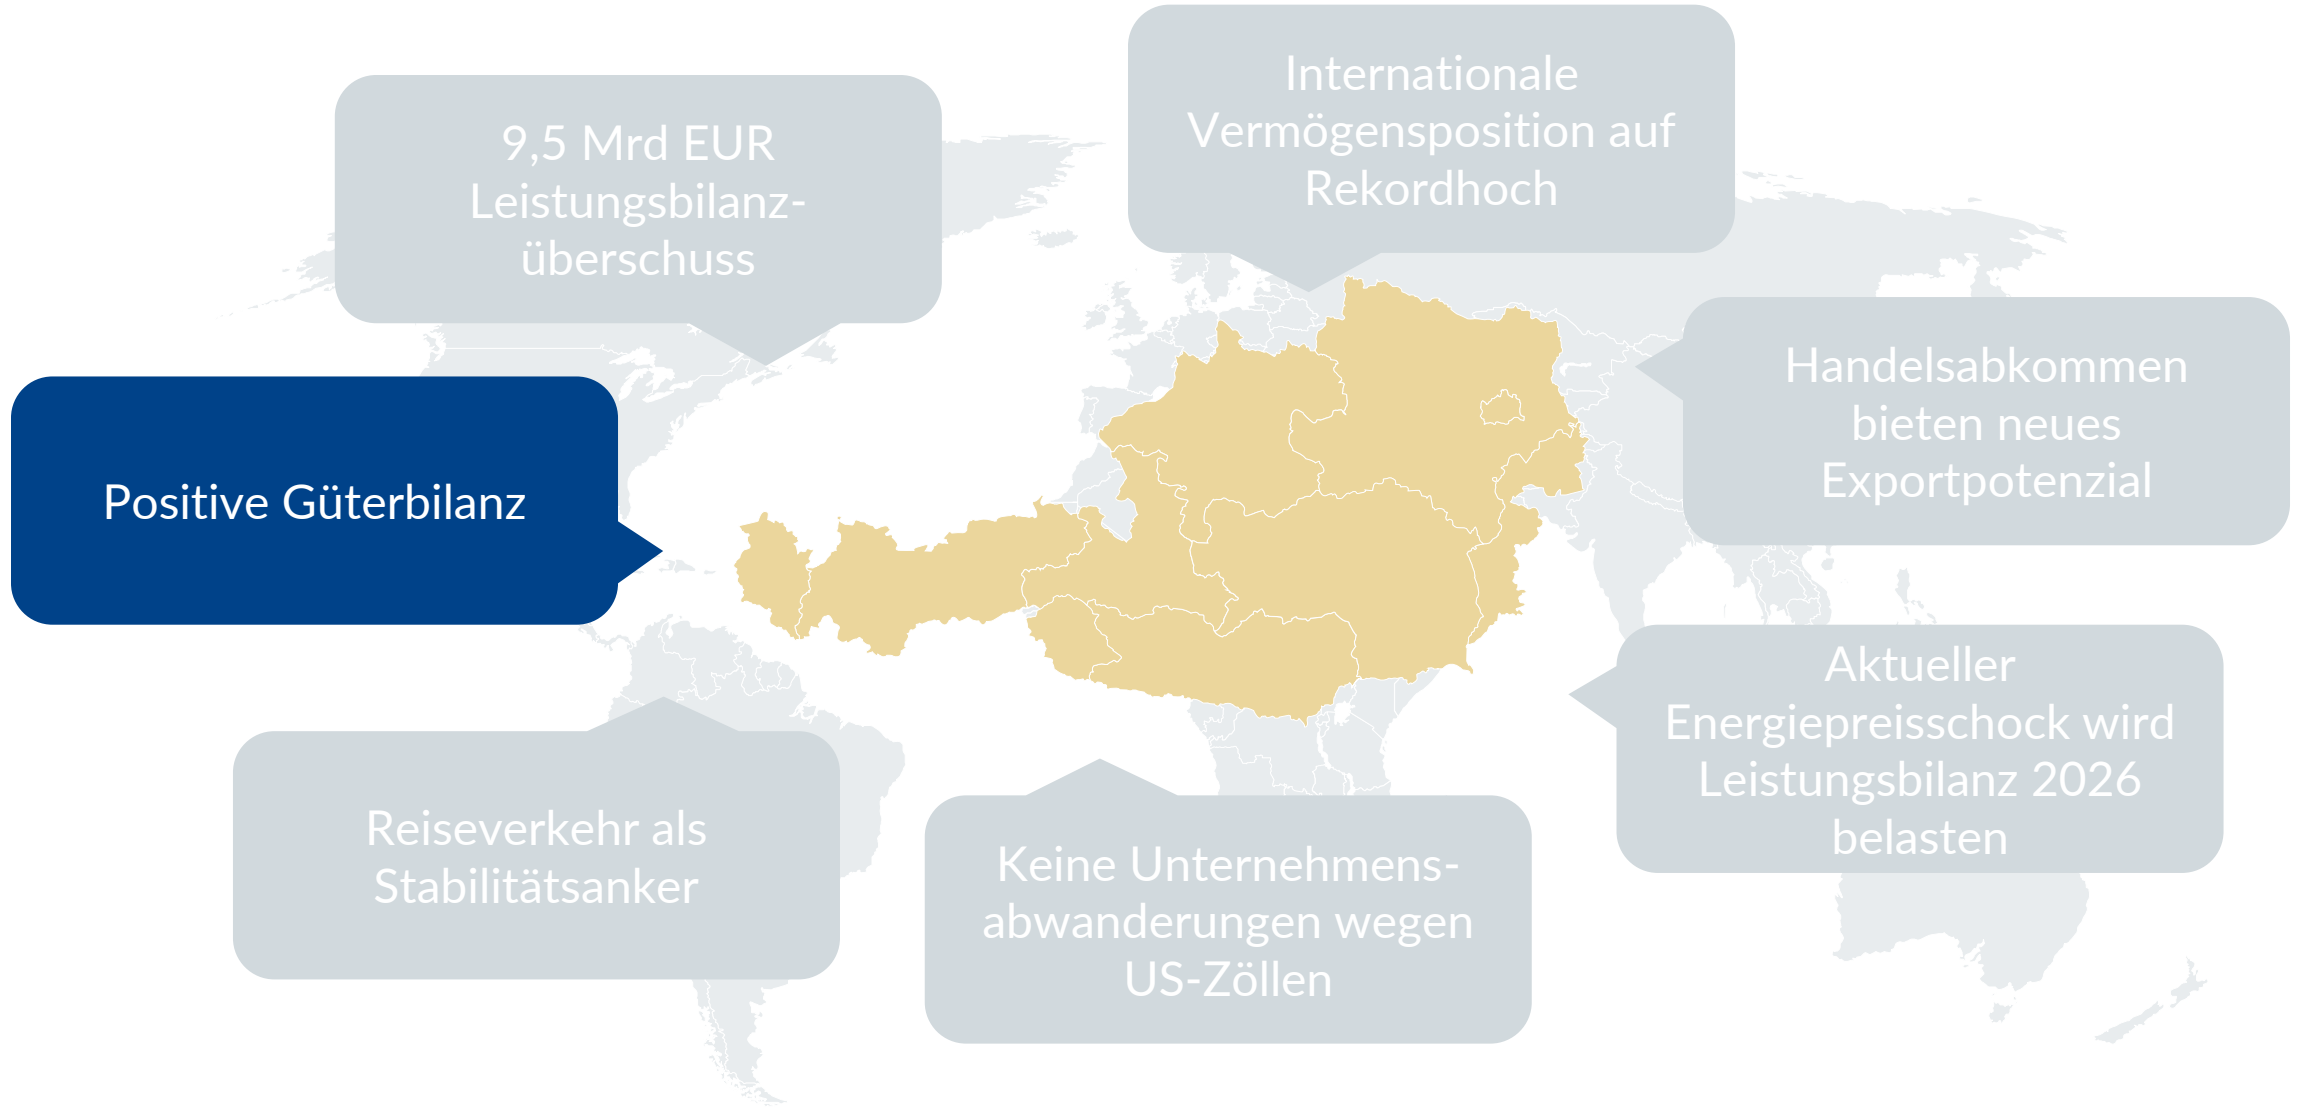 9,5 Mrd EUR
Leistungsbilanz-
überschuss
Internationale
Vermögensposition auf
Rekordhoch
Positive Güterbilanz
Handelsabkommen
bieten neues
Exportpotenzial
Reiseverkehr als
Stabilitätsanker
Keine Unternehmens-
abwanderungen wegen
US-Zöllen
Aktueller
Energiepreisschock wird
Leistungsbilanz 2026
belasten